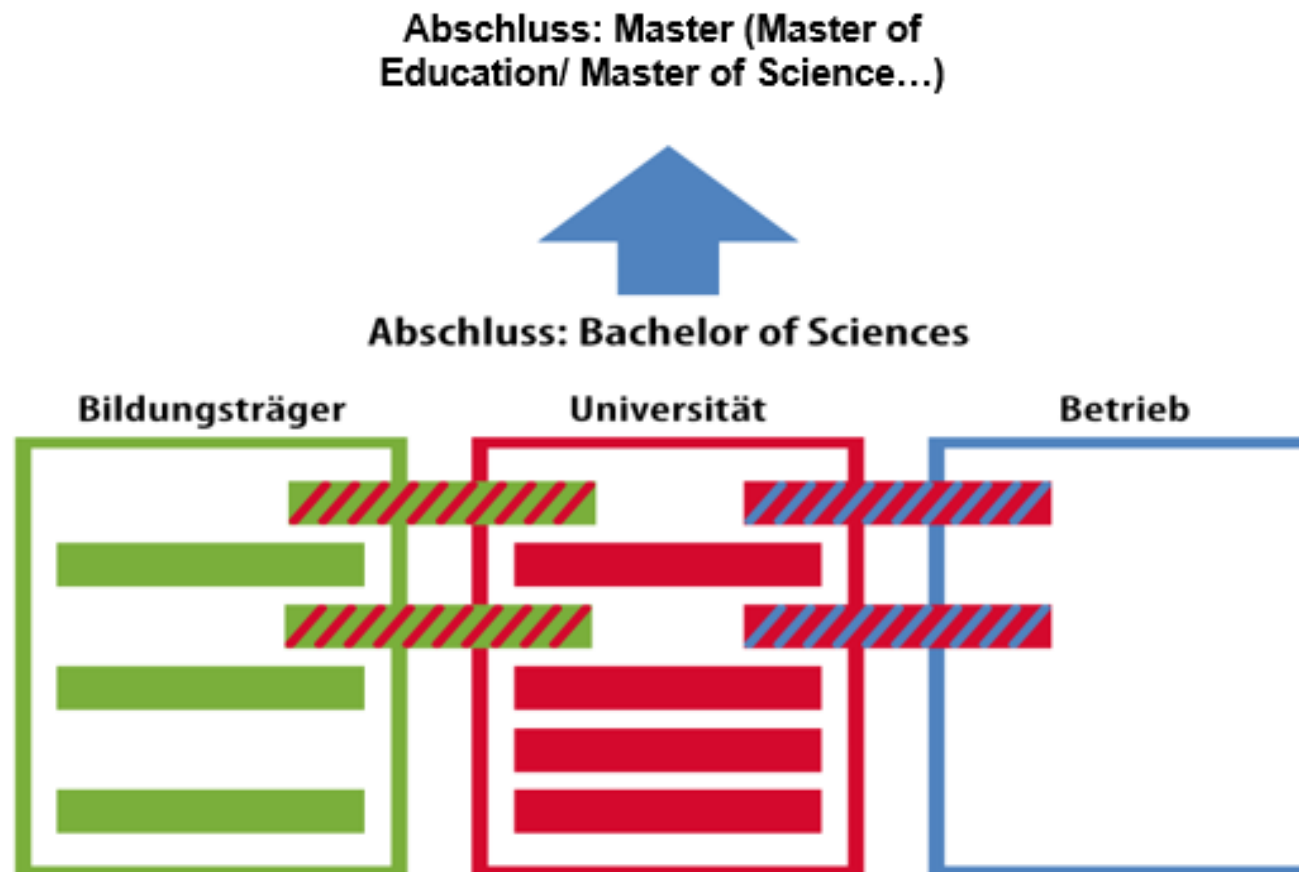 Abschluss: Master (Master of
Education/ Master of Science…)
Abschluss: Bachelor of Sciences
Bildungsträger
Universität
Betrieb